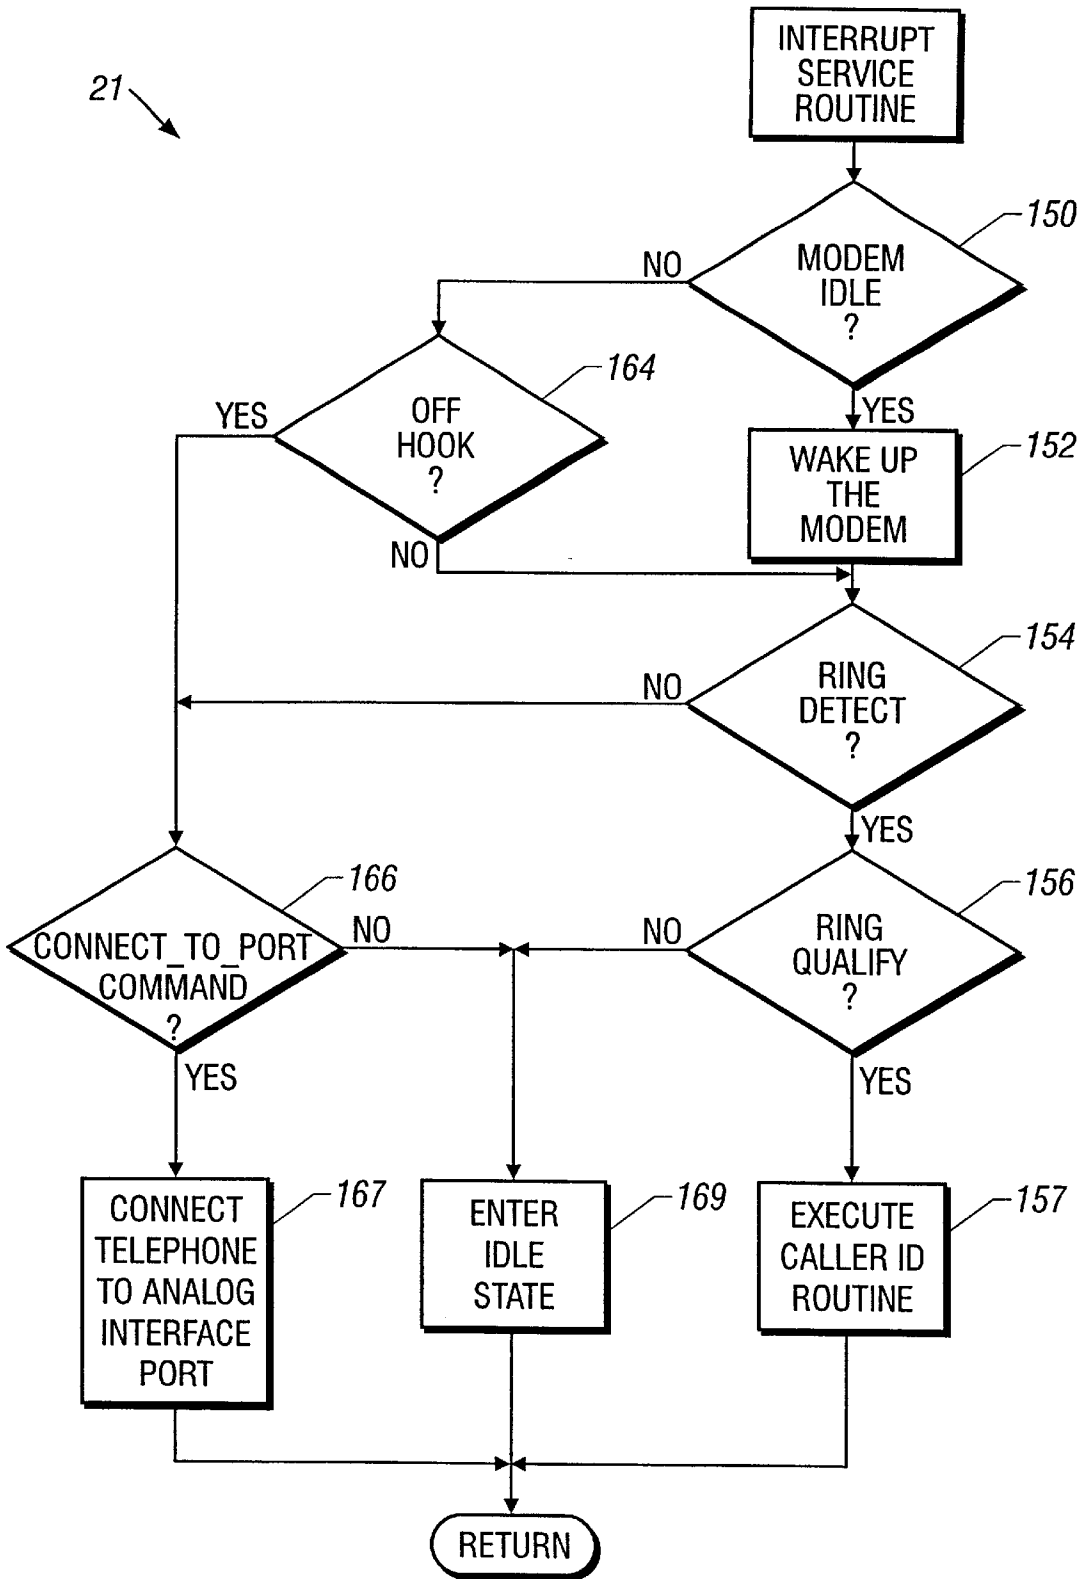 INTERRUPT
SERVICE
ROUTINE
21
150
MODEM
IDLE
?
NO
YES
164
OFF
HOOK
?
YES
NO
152
WAKE UP
THE
MODEM
154
RING
DETECT
?
NO
YES
166
CONNECT_TO_PORT
COMMAND
?
NO
YES
156
RING
QUALIFY
?
NO
YES
167
CONNECT
TELEPHONE
TO ANALOG
INTERFACE
PORT
169
ENTER
IDLE
STATE
157
EXECUTE
CALLER ID
ROUTINE
RETURN